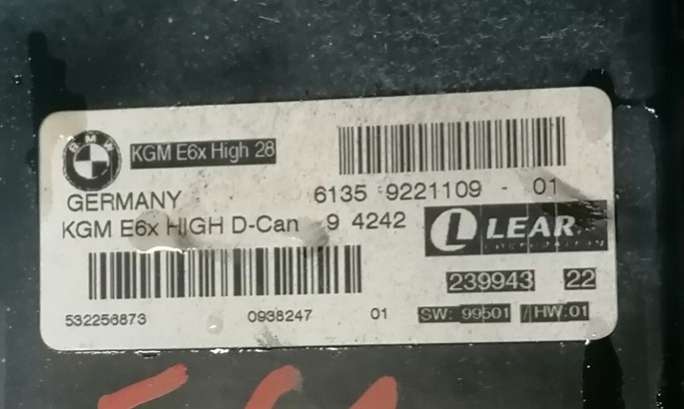 BMW
KGM E6x High 28
GERMANY
6135 9221109 - 01
KGM E6x HIGH D-Can 9 4242
LEAR
239943 22
532256873 0938247 01
SW: 99501 / HW:01